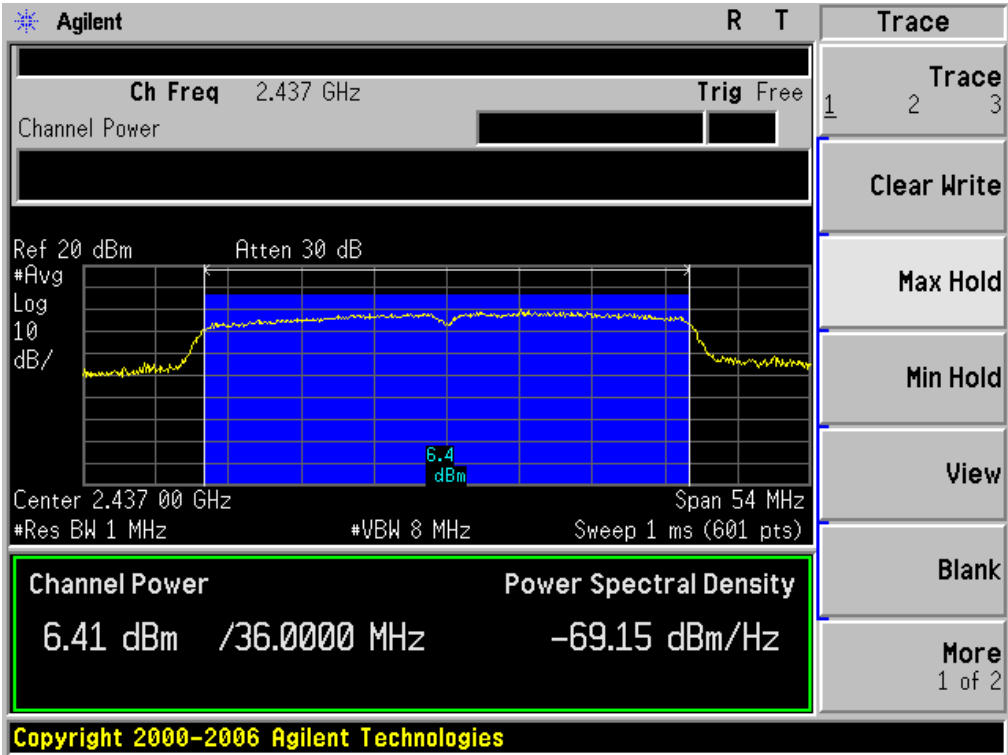 Agilent R T Trace
Ch Freq 2.437 GHz Trig Free
Channel Power
Trace
1 2 3
Clear Write
Max Hold
Min Hold
View
Blank
More
1 of 2
Ref 20 dBm Atten 30 dB
#Avg
Log
10
dB/
6.4
dBm
Center 2.437 00 GHz Span 54 MHz
#Res BW 1 MHz #VBW 8 MHz Sweep 1 ms (601 pts)
Channel Power Power Spectral Density
6.41 dBm /36.0000 MHz -69.15 dBm/Hz
Copyright 2000-2006 Agilent Technologies